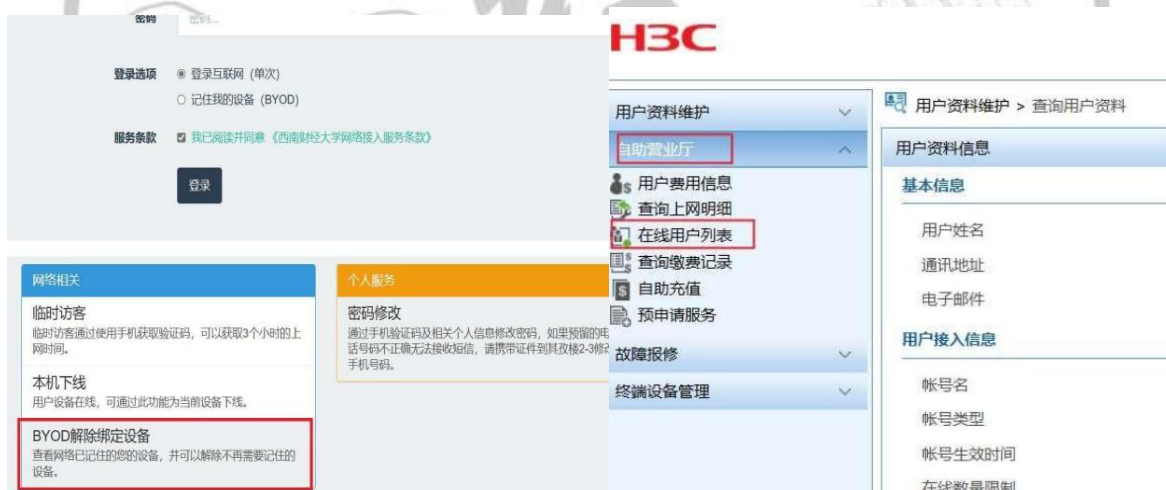 密码 密码...
登录选项 登录互联网 (单次)
记住我的设备 (BYOD)
服务条款 我已阅读并同意《西南财经大学网络接入服务条款》
登录
网络相关
临时访客
临时访客通过使用手机获取验证码，可以获取3个小时的上
网时间。
本机下线
用户设备在线，可通过此功能为当前设备下线。
BYOD解除绑定设备
查看网络已记住的您的设备，并可以解除不再需要记住的
设备。
个人服务
密码修改
通过手机验证码及相关个人信息修改密码，如果预留的电
话号码不正确无法接收短信，请携带证件到其孜楼2-3修改
手机号码。
H3C
用户资料维护
自助营业厅
用户费用信息
查询上网明细
在线用户列表
查询缴费记录
自助充值
预申请服务
故障报修
终端设备管理
用户资料维护 > 查询用户资料
用户资料信息
基本信息
用户姓名
通讯地址
电子邮件
用户接入信息
帐号名
帐号类型
帐号生效时间
在线数量限制